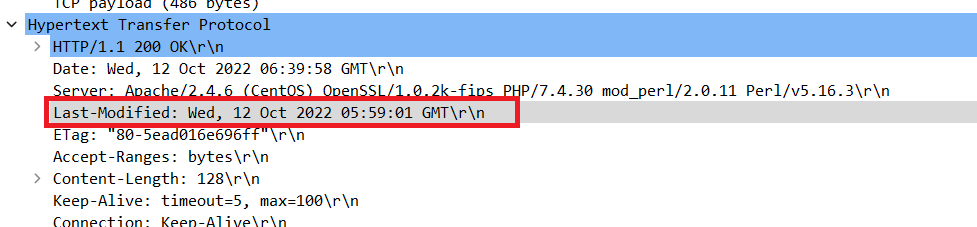 TCP payload (486 bytes)
Hypertext Transfer Protocol
HTTP/1.1 200 OK\r\n
Date: Wed, 12 Oct 2022 06:39:58 GMT\r\n
Server: Apache/2.4.6 (CentOS) OpenSSL/1.0.2k-fips PHP/7.4.30 mod_perl/2.0.11 Perl/v5.16.3\r\n
Last-Modified: Wed, 12 Oct 2022 05:59:01 GMT\r\n
ETag: "80-5ead016e696ff"\r\n
Accept-Ranges: bytes\r\n
Content-Length: 128\r\n
Keep-Alive: timeout=5, max=100\r\n
Connection: Keep-Alive\r\n